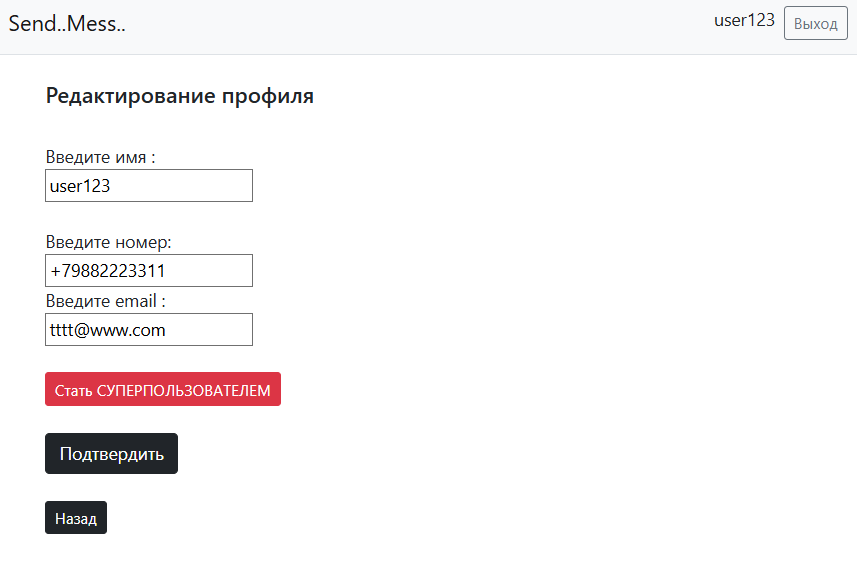 Send..Mess..
user123
Выход
Редактирование профиля
Введите имя :
user123
Введите номер:
+79882223311
Введите email :
tttt@www.com
Стать СУПЕРПОЛЬЗОВАТЕЛЕМ
Подтвердить
Назад